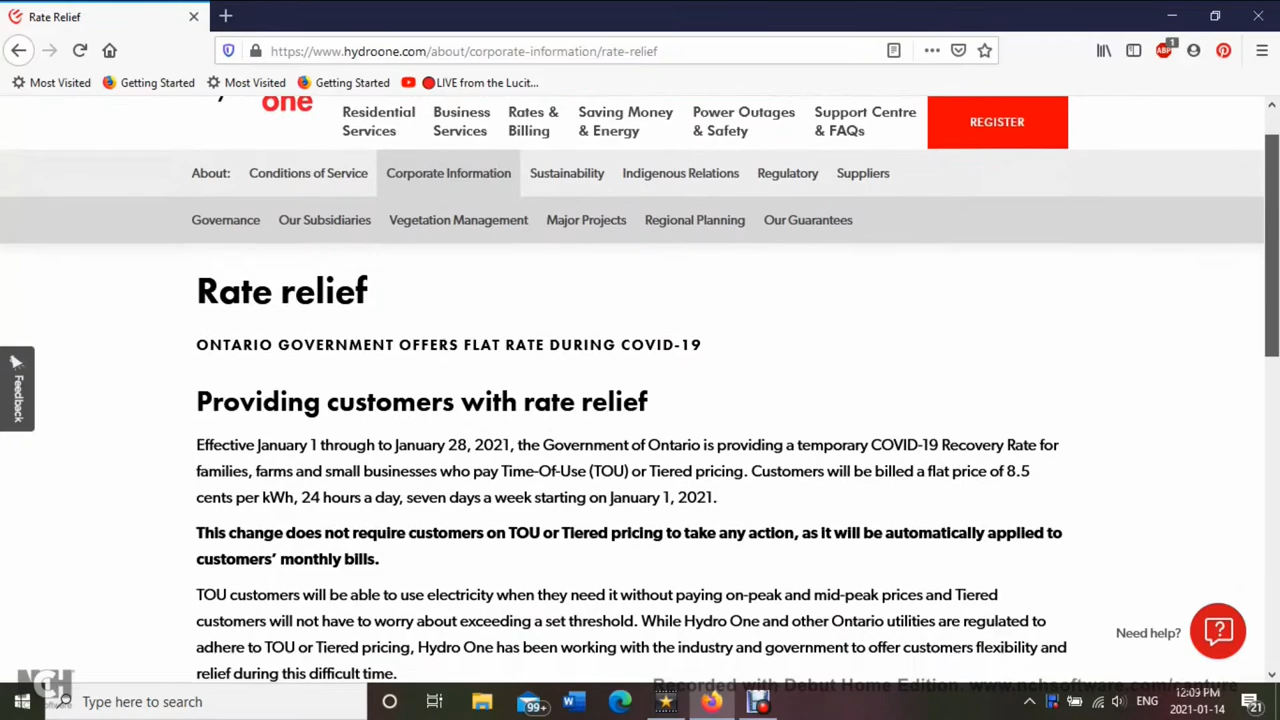 Rate Relief
https://www.hydroone.com/about/corporate-information/rate-relief
1
Most Visited Getting Started Most Visited Getting Started LIVE from the Lucit...
one
Residential Services
Business Services
Rates & Billing
Saving Money & Energy
Power Outages & Safety
Support Centre & FAQs
REGISTER
About: Conditions of Service Corporate Information Sustainability Indigenous Relations Regulatory Suppliers
Governance Our Subsidiaries Vegetation Management Major Projects Regional Planning Our Guarantees
Rate relief
ONTARIO GOVERNMENT OFFERS FLAT RATE DURING COVID-19
Feedback
Providing customers with rate relief
Effective January 1 through to January 28, 2021, the Government of Ontario is providing a temporary COVID-19 Recovery Rate for
families, farms and small businesses who pay Time-Of-Use (TOU) or Tiered pricing. Customers will be billed a flat price of 8.5
cents per kWh, 24 hours a day, seven days a week starting on January 1, 2021.
This change does not require customers on TOU or Tiered pricing to take any action, as it will be automatically applied to
customers’ monthly bills.
TOU customers will be able to use electricity when they need it without paying on-peak and mid-peak prices and Tiered
customers will not have to worry about exceeding a set threshold. While Hydro One and other Ontario utilities are regulated to
adhere to TOU or Tiered pricing, Hydro One has been working with the industry and government to offer customers flexibility and
relief during this difficult time.
Need help?
Recorded with Debut Home Edition. www.nchsoftware.com/capture
NCH Software
Type here to search
99+
ENG
12:09 PM
2021-01-14
21